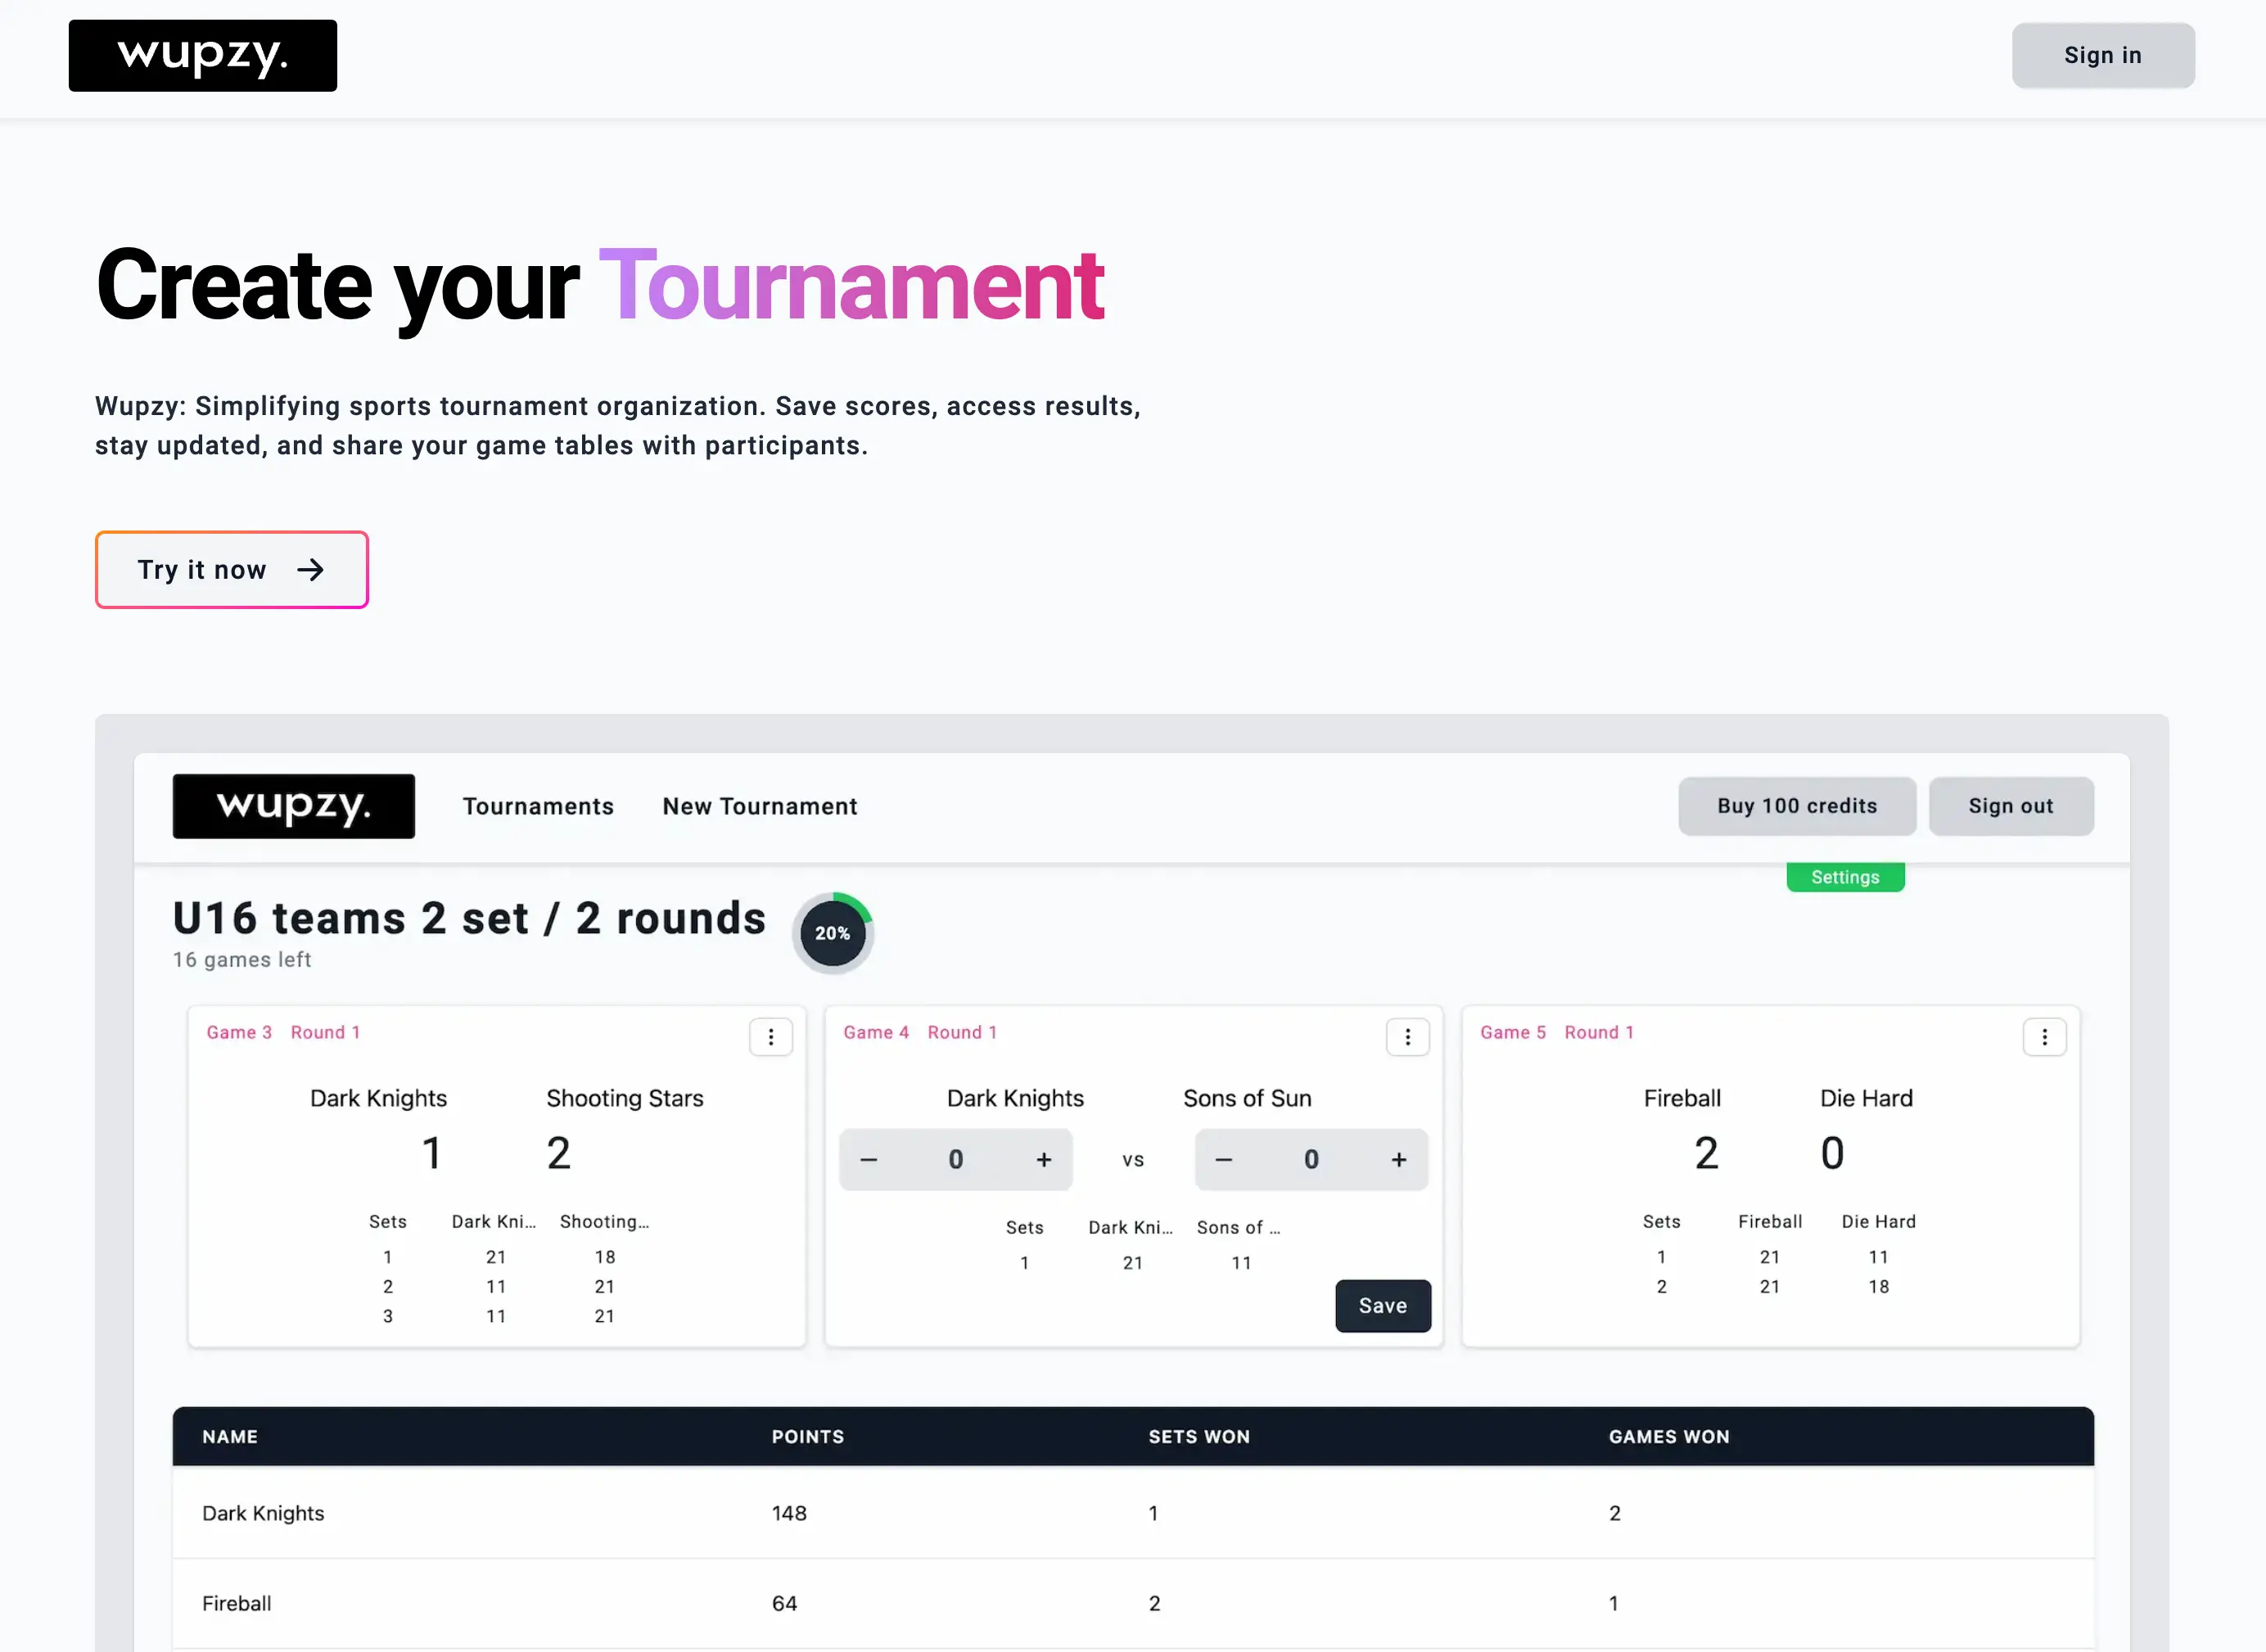 wupzy.
Sign in
Create your Tournament
Wupzy: Simplifying sports tournament organization. Save scores, access results,
stay updated, and share your game tables with participants.
Try it now
wupzy. Tournaments New Tournament Buy 100 credits Sign out
Settings
U16 teams 2 set / 2 rounds
20%
16 games left
Game 3 Round 1
Dark Knights Shooting Stars
1 2
Sets Dark Kni... Shooting...
1 21 18
2 11 21
3 11 21
Game 4 Round 1
Dark Knights Sons of Sun
− 0 + vs − 0 +
Sets Dark Kni... Sons of ...
1 21 11
Save
Game 5 Round 1
Fireball Die Hard
2 0
Sets Fireball Die Hard
1 21 11
2 21 18
NAME POINTS SETS WON GAMES WON
Dark Knights 148 1 2
Fireball 64 2 1